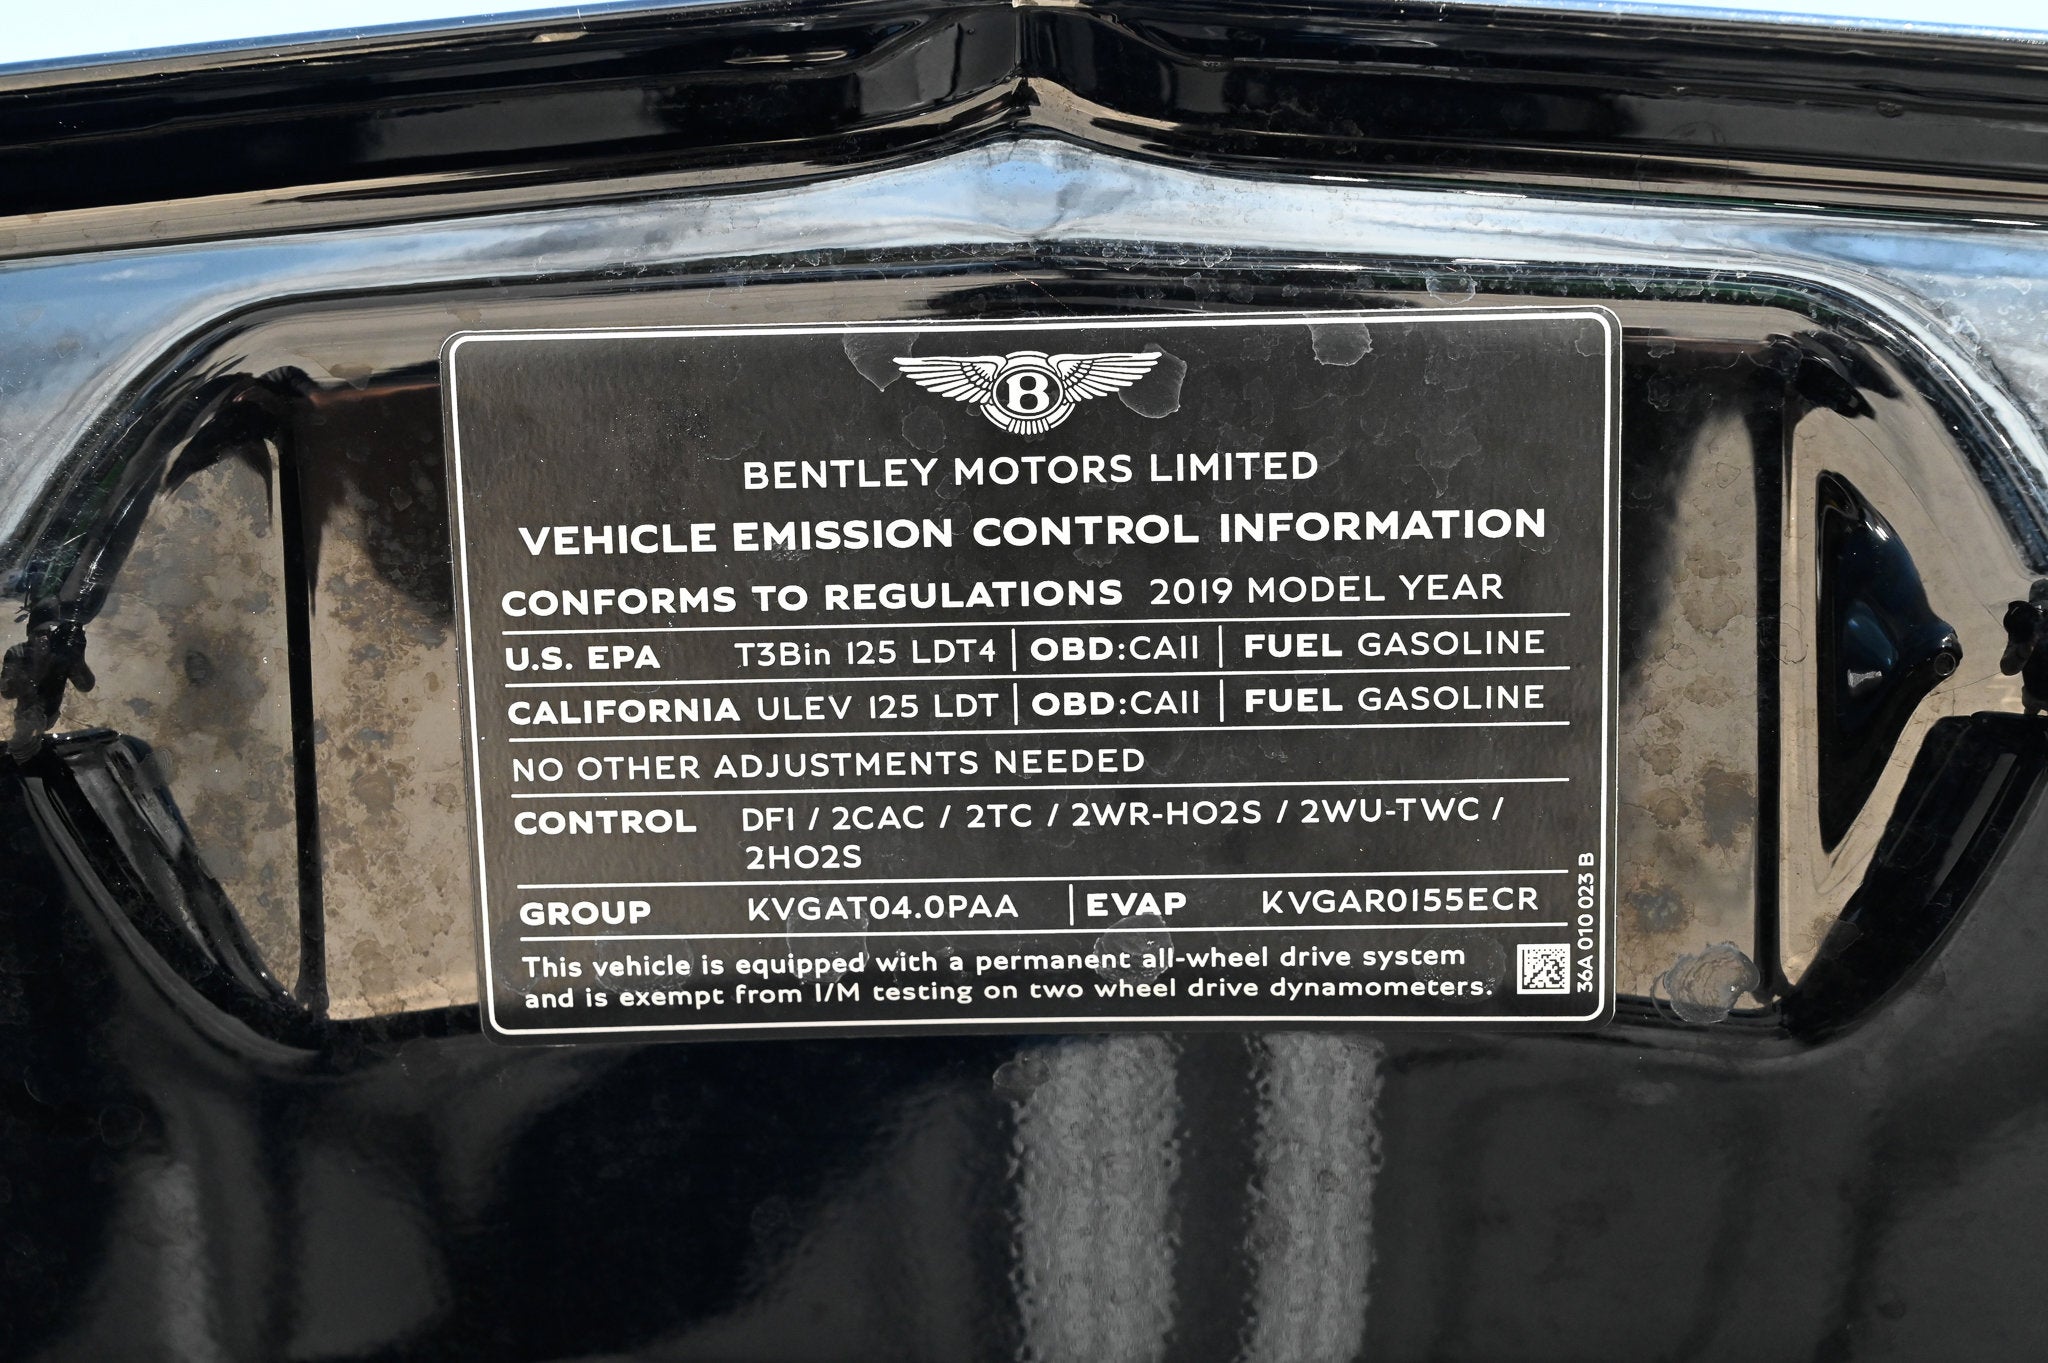 B
BENTLEY MOTORS LIMITED
VEHICLE EMISSION CONTROL INFORMATION
CONFORMS TO REGULATIONS 2019 MODEL YEAR
U.S. EPA T3Bin 125 LDT4 | OBD:CAII | FUEL GASOLINE
CALIFORNIA ULEV 125 LDT | OBD:CAII | FUEL GASOLINE
NO OTHER ADJUSTMENTS NEEDED
CONTROL DFI / 2CAC / 2TC / 2WR-HO2S / 2WU-TWC /
2HO2S
GROUP KVGAT04.0PAA | EVAP KVGAR0155ECR
This vehicle is equipped with a permanent all-wheel drive system
and is exempt from I/M testing on two wheel drive dynamometers.
36A 010 023 B